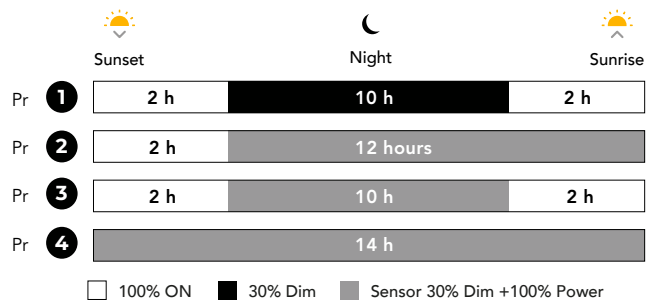 Sunset Night Sunrise
Pr 1 2 h 10 h 2 h
Pr 2 2 h 12 hours
Pr 3 2 h 10 h 2 h
Pr 4 14 h
100% ON 30% Dim Sensor 30% Dim +100% Power